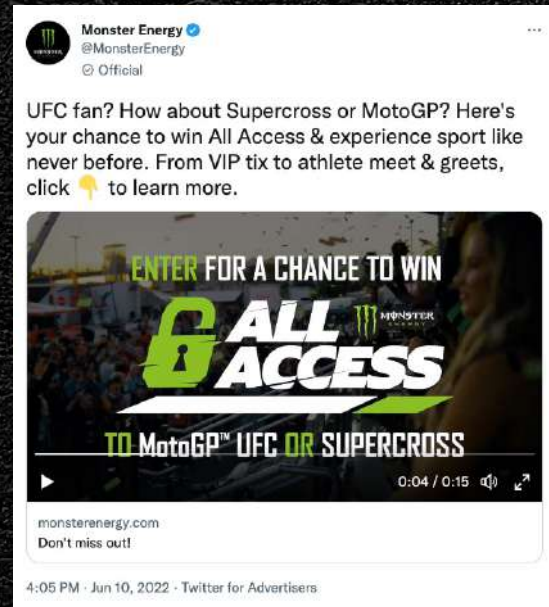 Monster Energy
@MonsterEnergy
Official
UFC fan? How about Supercross or MotoGP? Here's
your chance to win All Access & experience sport like
never before. From VIP tix to athlete meet & greets,
click 👇 to learn more.
ENTER FOR A CHANCE TO WIN
ALL
MONSTER
ENERGY
ACCESS
TO MotoGP™ UFC OR SUPERCROSS
0:04 / 0:15
monsterenergy.com
Don't miss out!
4:05 PM · Jun 10, 2022 · Twitter for Advertisers